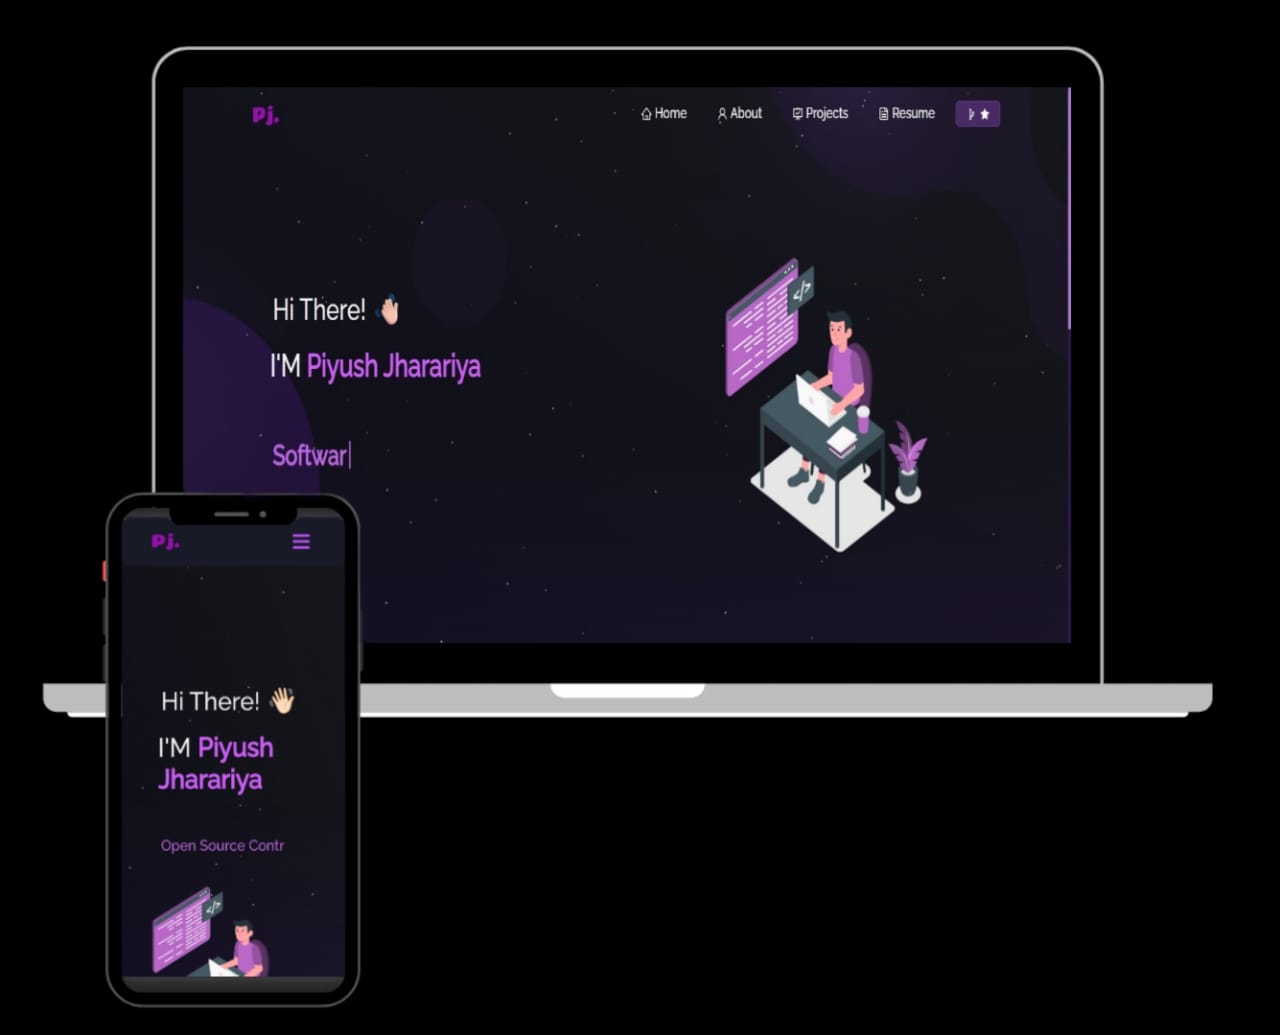 Pj.
Home About Projects Resume
Hi There! 👋🏻
I'M Piyush Jharariya
Softwar
</>
Pj.
Hi There! 👋🏻
I'M Piyush
Jharariya
Open Source Contr
</>